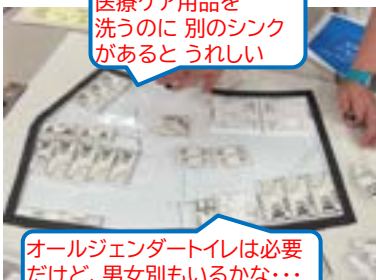 医療ケア用品を
洗うのに 別のシンク
があると うれしい
オールジェンダートイレは必要
だけど、男女別もいるかな・・・